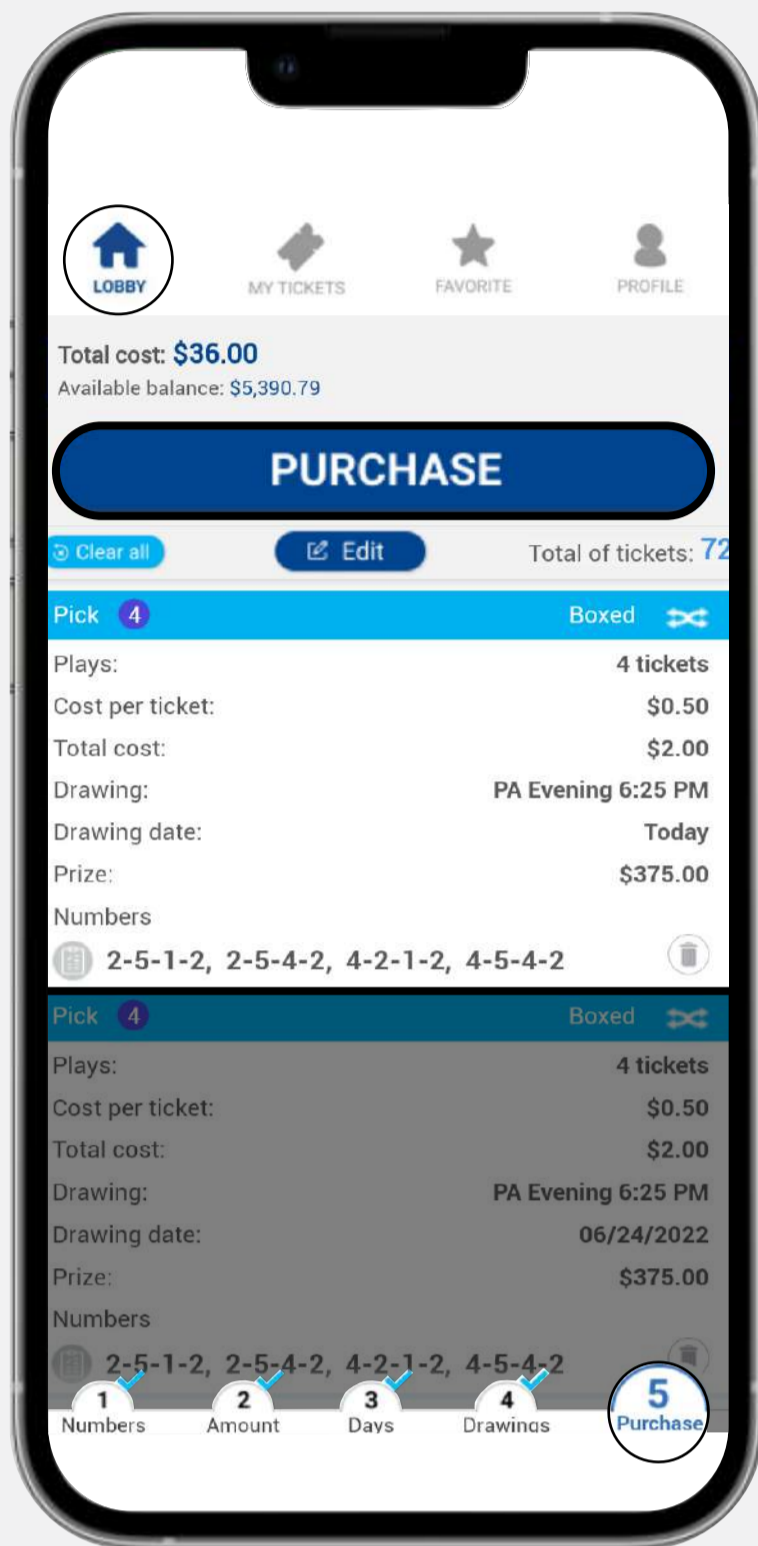 LOBBY MY TICKETS FAVORITE PROFILE
Total cost: $36.00
Available balance: $5,390.79
PURCHASE
Clear all Edit Total of tickets: 72
Pick 4 Boxed
Plays: 4 tickets
Cost per ticket: $0.50
Total cost: $2.00
Drawing: PA Evening 6:25 PM
Drawing date: Today
Prize: $375.00
Numbers
2-5-1-2, 2-5-4-2, 4-2-1-2, 4-5-4-2
Pick 4 Boxed
Plays: 4 tickets
Cost per ticket: $0.50
Total cost: $2.00
Drawing: PA Evening 6:25 PM
Drawing date: 06/24/2022
Prize: $375.00
Numbers
2-5-1-2, 2-5-4-2, 4-2-1-2, 4-5-4-2
1 2 3 4 5
Numbers Amount Days Drawings Purchase